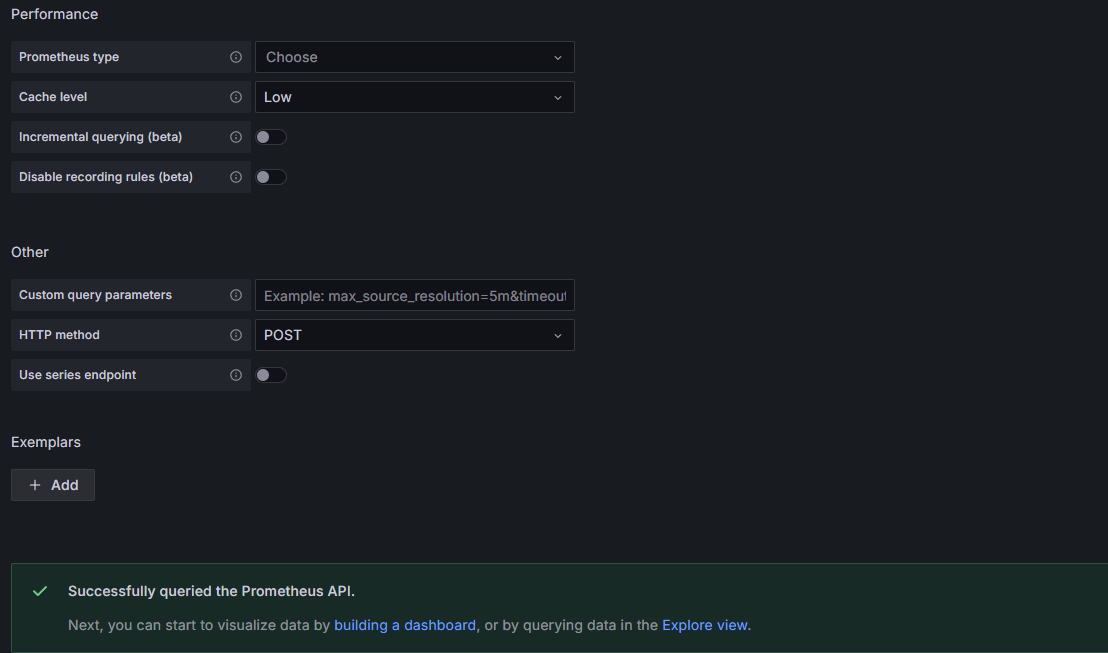 Performance
Prometheus type Choose
Cache level Low
Incremental querying (beta)
Disable recording rules (beta)
Other
Custom query parameters Example: max_source_resolution=5m&timeout
HTTP method POST
Use series endpoint
Exemplars
+ Add
Successfully queried the Prometheus API.
Next, you can start to visualize data by building a dashboard, or by querying data in the Explore view.